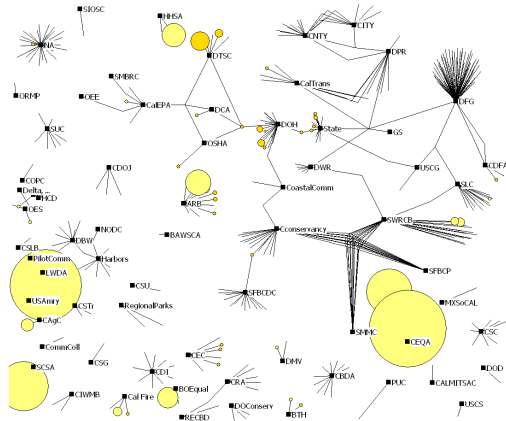 SIOSC
HHSA
CITY
CNTY
NA
DTSC
DPR
SMBRC
CalTrans
ORMP
OEE
CalEPA
DCA
DFG
SUC
DOH
State
GS
OSHA
CDOJ
DWR
USCG
CDFA
COPC
Delta, ...
HCD
OES
CoastalComm
SLC
ARB
SWRCB
NODC
BAWSCA
Cconservancy
DBW
CSLB
PilotComm
Harbors
LWDA
SFBCP
CSU
SFBCDC
USAmry
CSTr
RegionalParks
MXSoCAL
CAgC
SMMC
CSC
CEQA
CommColl
CEC
CSG
DMV
SCSA
CDI
DOD
CRA
CBDA
PUC
CALMITSAC
CIWMB
Cal Fire
BOEqual
IDOConserv
USCS
RECBD
BTH